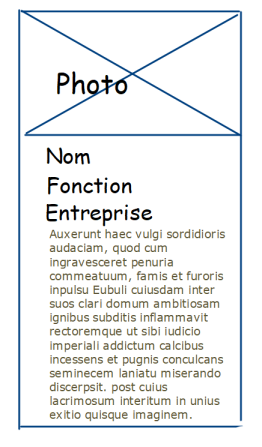 Photo
Nom
Fonction
Entreprise
Auxerunt haec vulgi sordidioris
audaciam, quod cum
ingravesceret penuria
commeatuum, famis et furoris
inpulsu Eubuli cuiusdam inter
suos clari domum ambitiosam
ignibus subditis inflammavit
rectoremque ut sibi iudicio
imperiali addictum calcibus
incessens et pugnis conculcans
seminecem laniatu miserando
discerpsit. post cuius
lacrimosum interitum in unius
exitio quisque imaginem.